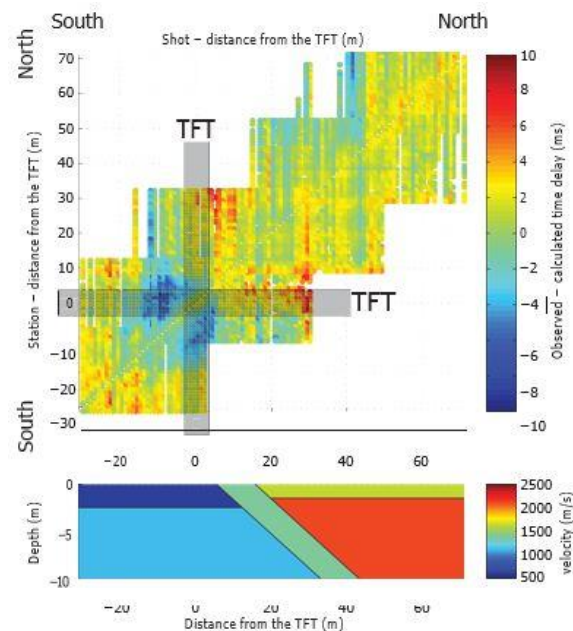 South
North
Shot – distance from the TFT (m)
North
Station – distance from the TFT (m)
South
70
60
50
40
30
20
10
0
−10
−20
−30
TFT
TFT
10
8
6
4
2
0
−2
−4
−6
−8
−10
Observed – calculated time delay (ms)
−20 0 20 40 60
0
−5
−10
Depth (m)
2500
2000
1500
1000
500
velocity (m/s)
−20 0 20 40 60
Distance from the TFT (m)